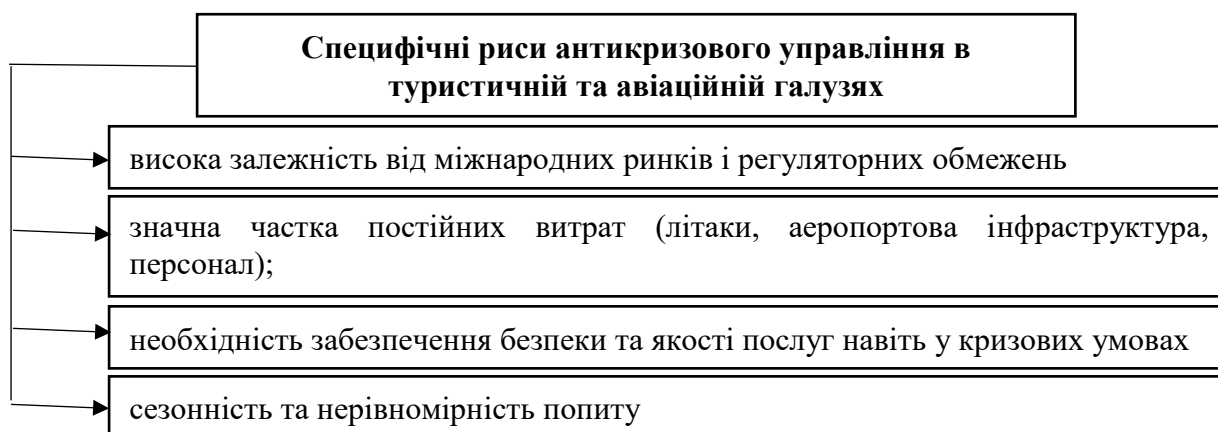 Специфічні риси антикризового управління в
туристичній та авіаційній галузях
висока залежність від міжнародних ринків і регуляторних обмежень
значна частка постійних витрат (літаки, аеропортова інфраструктура,
персонал);
необхідність забезпечення безпеки та якості послуг навіть у кризових умовах
сезонність та нерівномірність попиту